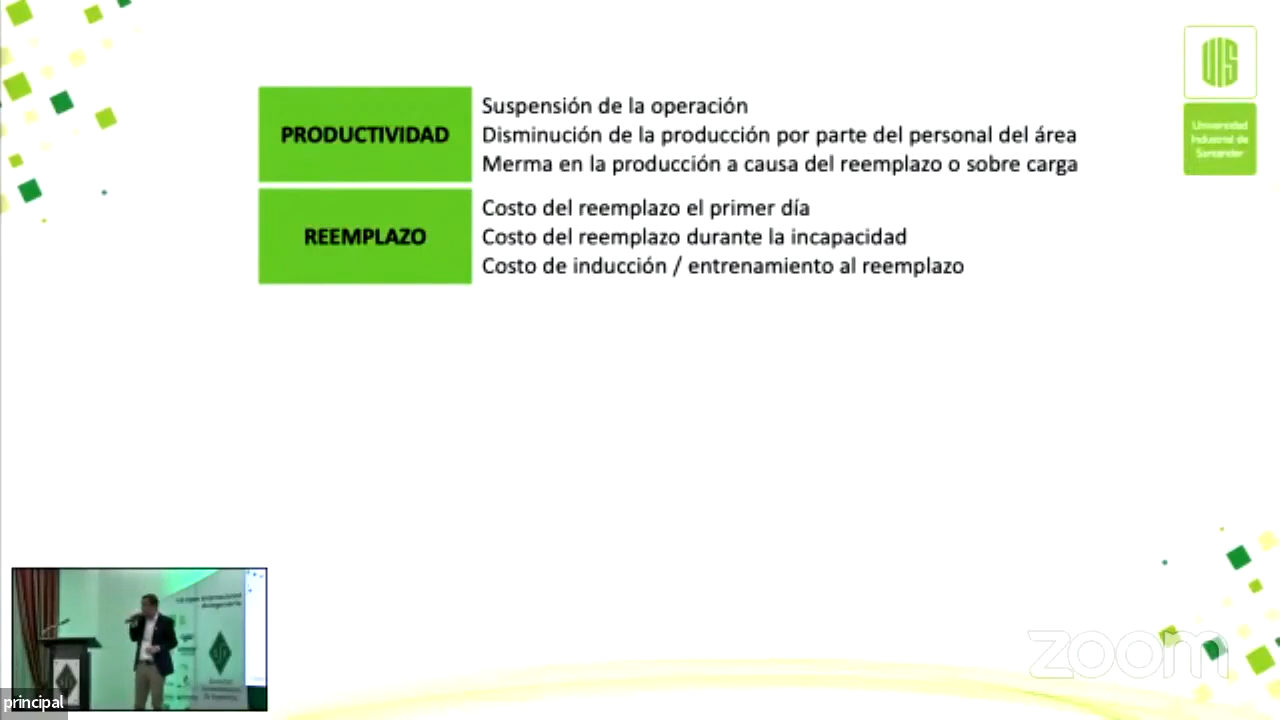 UIS
Universidad
Industrial de
Santander
PRODUCTIVIDAD
Suspensión de la operación
Disminución de la producción por parte del personal del área
Merma en la producción a causa del reemplazo o sobre carga
REEMPLAZO
Costo del reemplazo el primer día
Costo del reemplazo durante la incapacidad
Costo de inducción / entrenamiento al reemplazo
zoom
principal